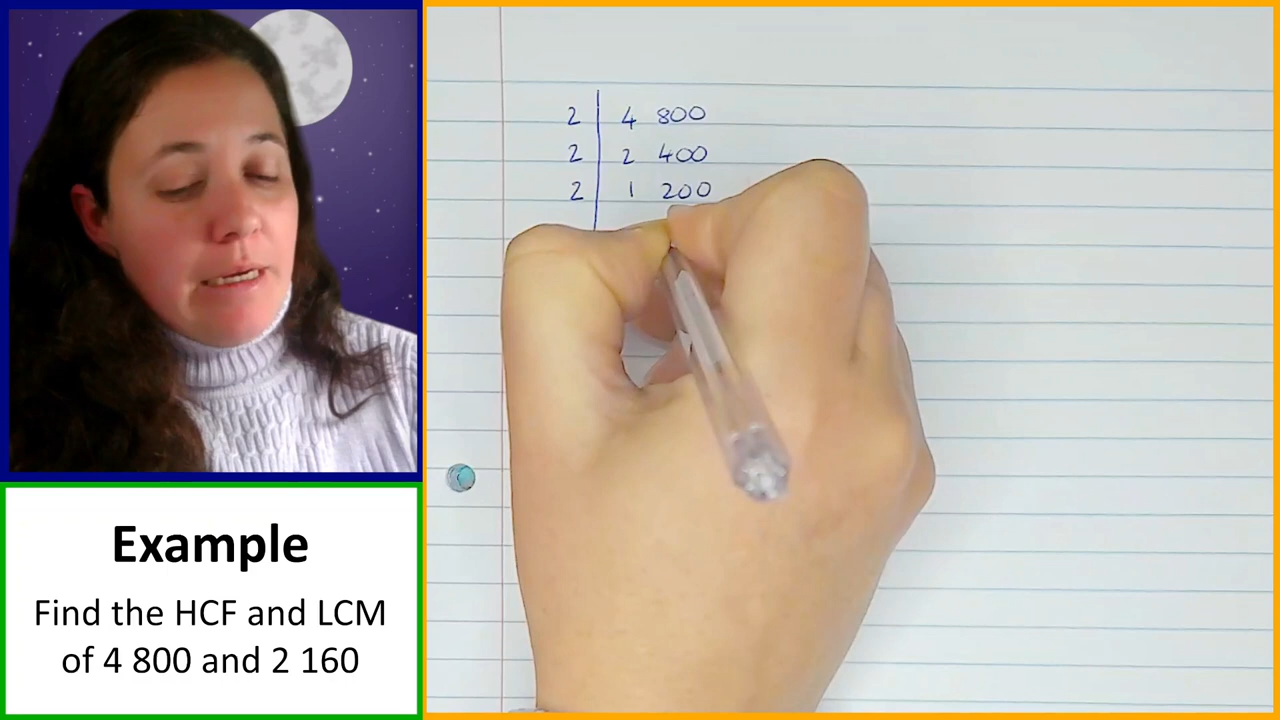 2 4 800
2 2 400
2 1 200
Example
Find the HCF and LCM
of 4 800 and 2 160